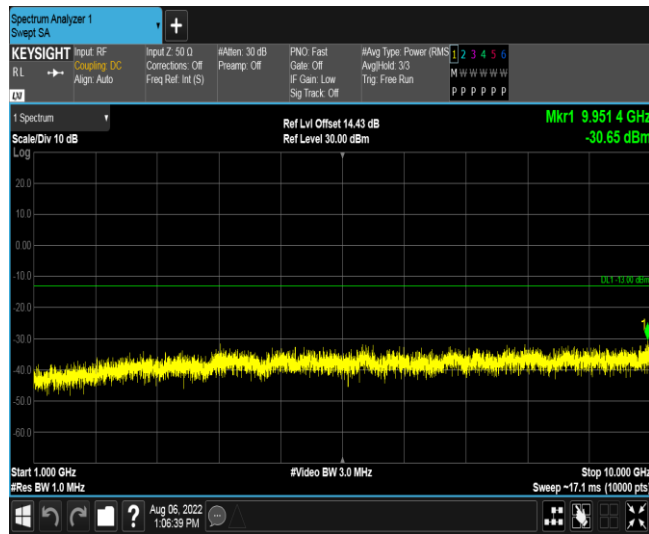 Spectrum Analyzer 1
Swept SA
KEYSIGHT
RL
LXI
Input: RF
Coupling: DC
Align: Auto
Input Z: 50 Ω
Corrections: Off
Freq Ref: Int (S)
#Atten: 30 dB
Preamp: Off
PNO: Fast
Gate: Off
IF Gain: Low
Sig Track: Off
#Avg Type: Power (RMS
Avg|Hold: 3/3
Trig: Free Run
1 2 3 4 5 6
M W W W W W
P P P P P P
1 Spectrum
Scale/Div 10 dB
Log
Ref Lvl Offset 14.43 dB
Ref Level 30.00 dBm
Mkr1 9.951 4 GHz
-30.65 dBm
20.0
10.0
0.00
-10.0
DL1 -13.00 dBm
-20.0
-30.0
1
-40.0
-50.0
-60.0
Start 1.000 GHz
#Res BW 1.0 MHz
#Video BW 3.0 MHz
Stop 10.000 GHz
Sweep ~17.1 ms (10000 pts)
?
Aug 06, 2022
1:06:39 PM